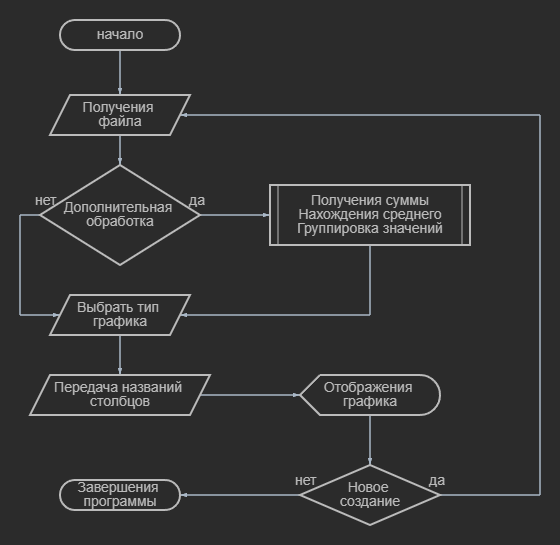 начало
Получения
файла
нет
да
Дополнительная
обработка
Получения суммы
Нахождения среднего
Группировка значений
Выбрать тип
графика
Передача названий
столбцов
Отображения
графика
нет
да
Новое
создание
Завершения
программы